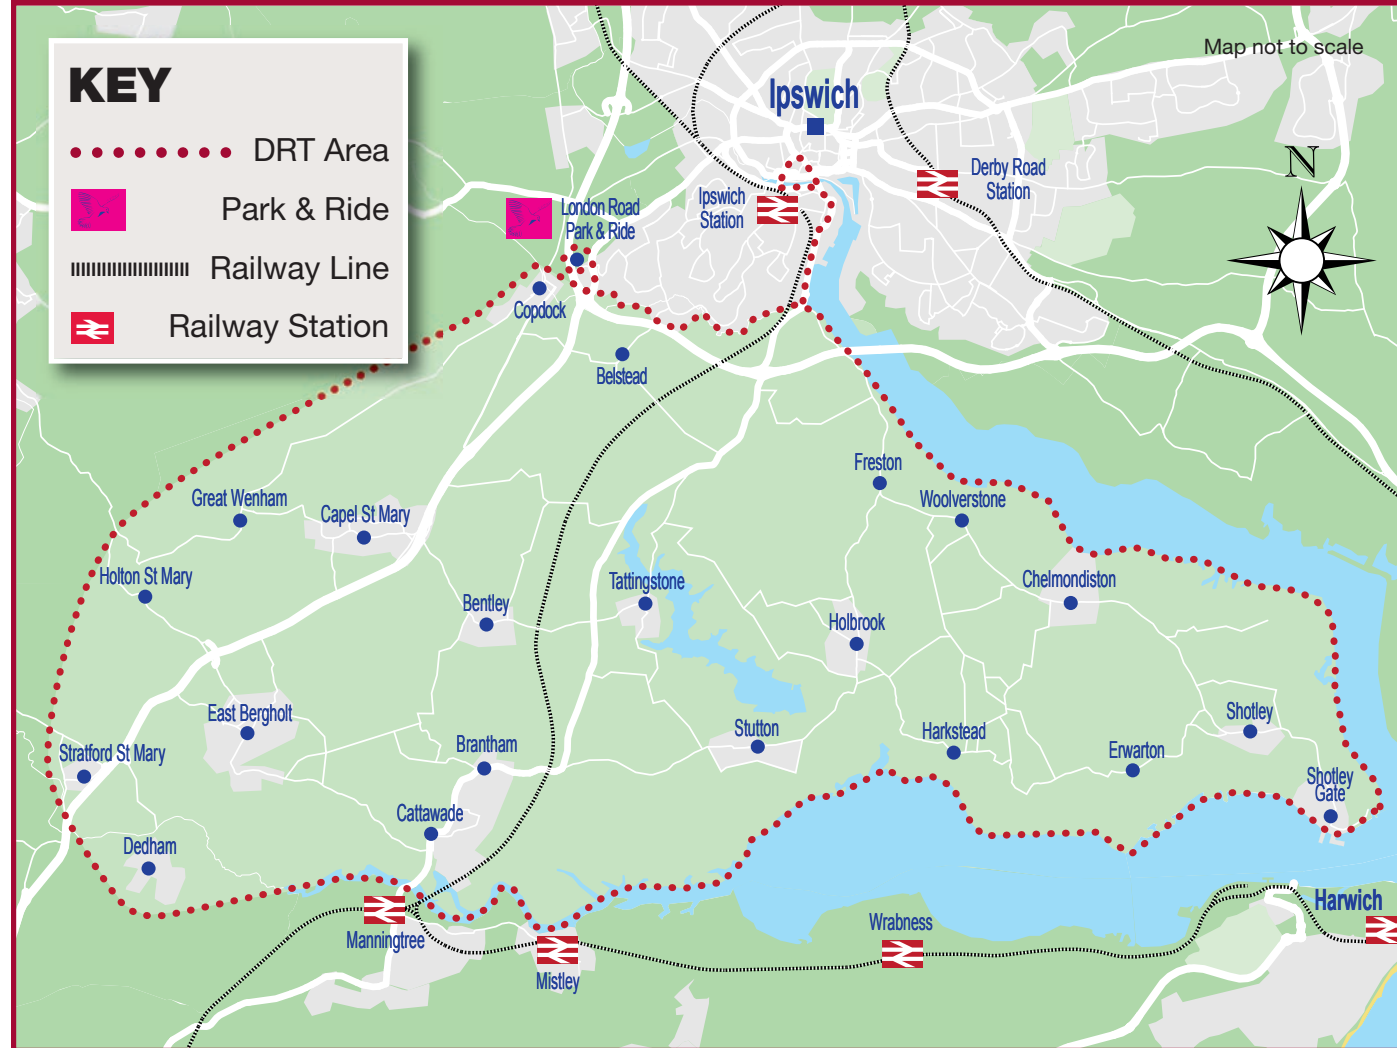 KEY
DRT Area
Park & Ride
Railway Line
Railway Station
Map not to scale
N
Ipswich
Derby Road
Station
Ipswich
Station
London Road
Park & Ride
Copdock
Belstead
Freston
Woolverstone
Great Wenham
Capel St Mary
Holton St Mary
Bentley
Tattingstone
Holbrook
Chelmondiston
East Bergholt
Stratford St Mary
Brantham
Stutton
Harkstead
Erwarton
Shotley
Shotley
Gate
Cattawade
Dedham
Manningtree
Mistley
Wrabness
Harwich